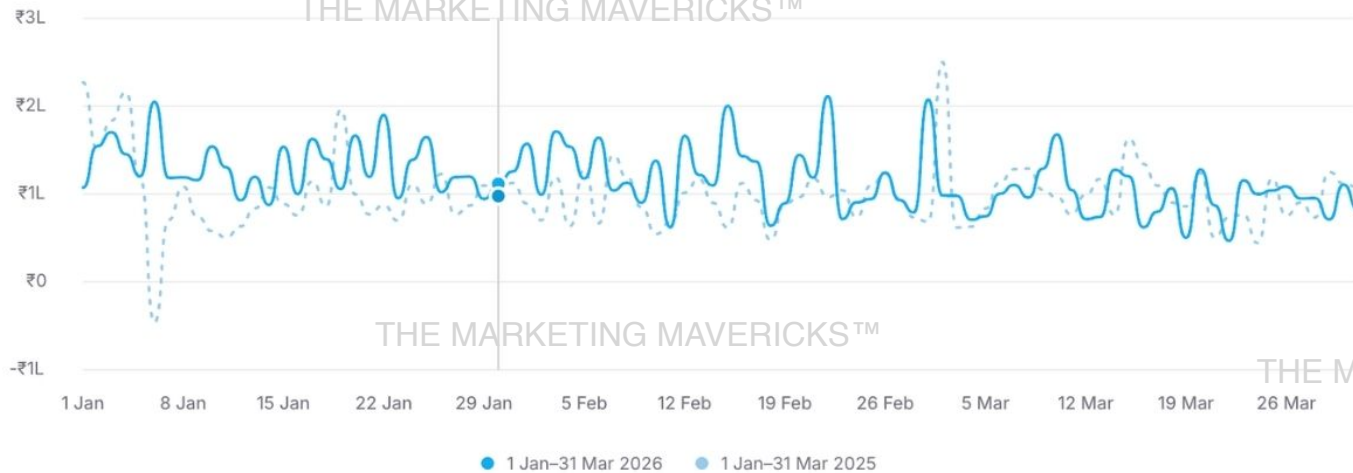 THE MARKETING MAVERICKS™
₹3L
₹2L
₹1L
₹0
THE MARKETING MAVERICKS™
-₹1L
THE M
1 Jan 8 Jan 15 Jan 22 Jan 29 Jan 5 Feb 12 Feb 19 Feb 26 Feb 5 Mar 12 Mar 19 Mar 26 Mar
1 Jan–31 Mar 2026 1 Jan–31 Mar 2025